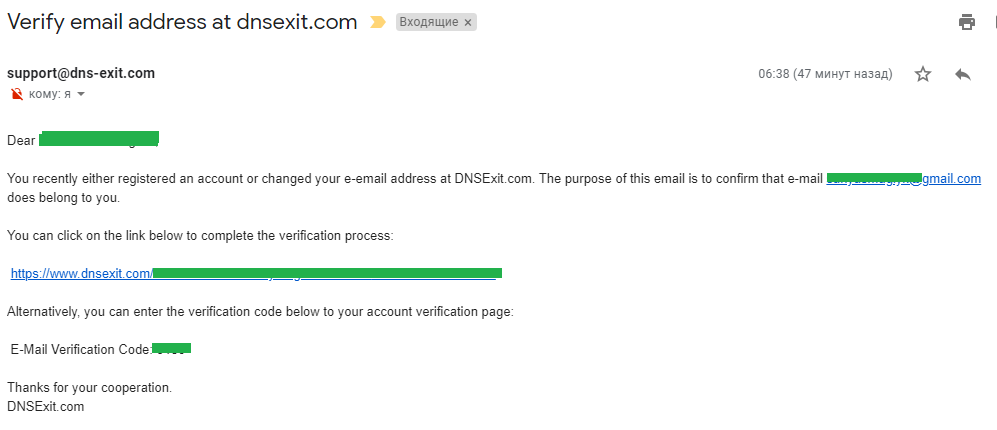 Verify email address at dnsexit.com Входящие ×
support@dns-exit.com 06:38 (47 минут назад)
кому: я
Dear
You recently either registered an account or changed your e-email address at DNSExit.com. The purpose of this email is to confirm that e-mail @gmail.com
does belong to you.
You can click on the link below to complete the verification process:
https://www.dnsexit.com/
Alternatively, you can enter the verification code below to your account verification page:
E-Mail Verification Code:
Thanks for your cooperation.
DNSExit.com